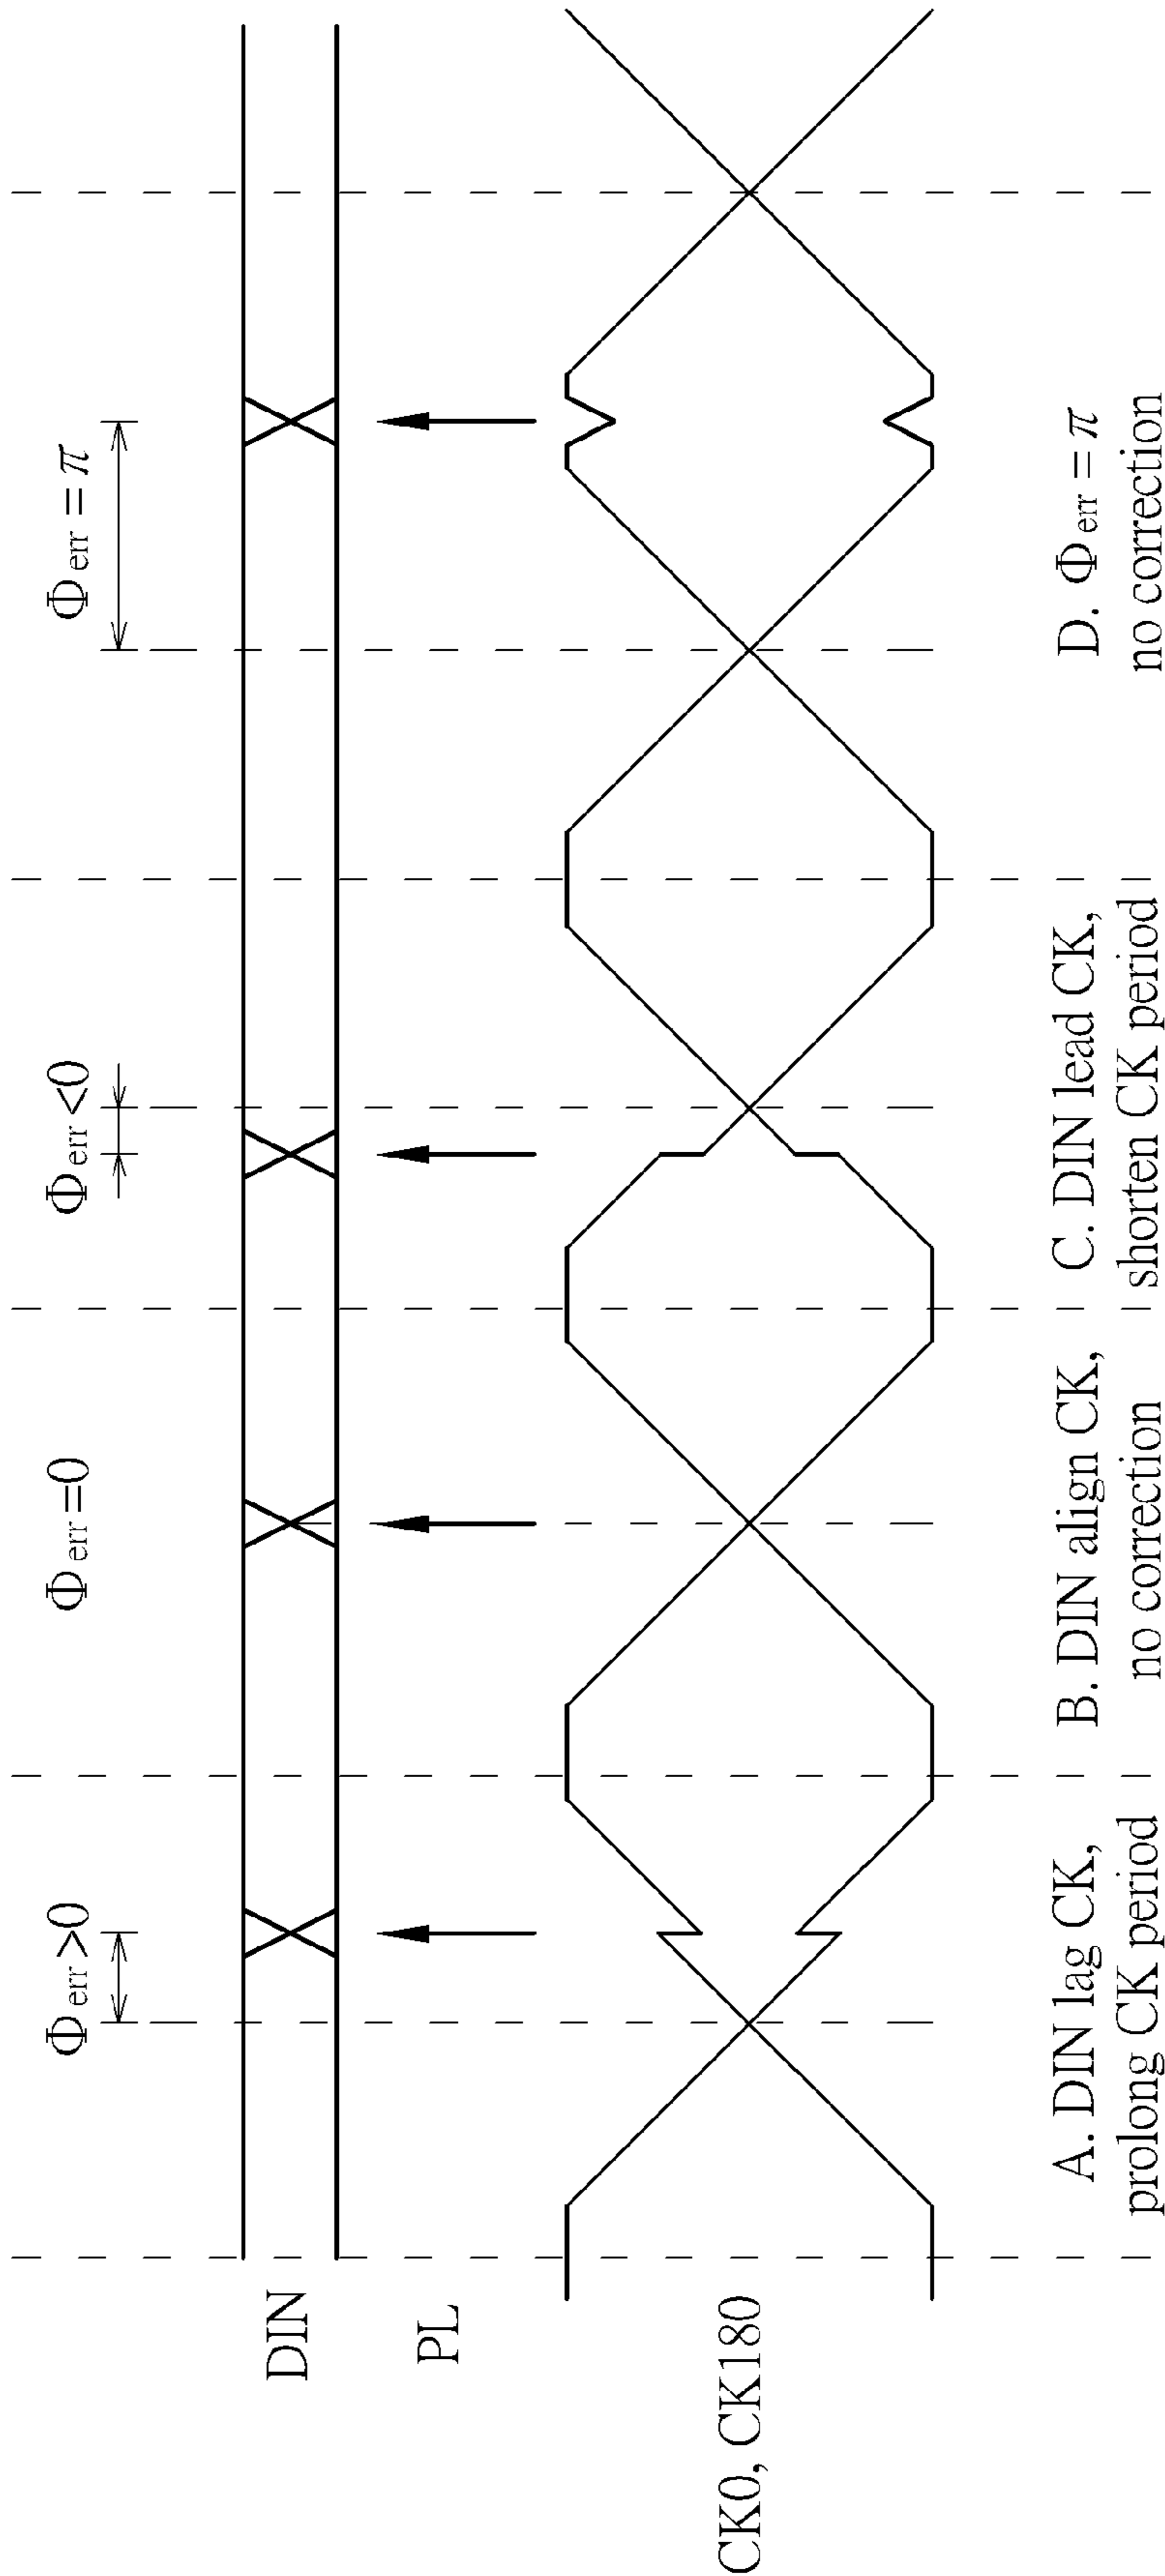 Φerr>0
Φerr=0
Φerr<0
Φerr=π
DIN
PL
CK0, CK180
A. DIN lag CK,
prolong CK period
B. DIN align CK,
no correction
C. DIN lead CK,
shorten CK period
D. Φerr=π
no correction